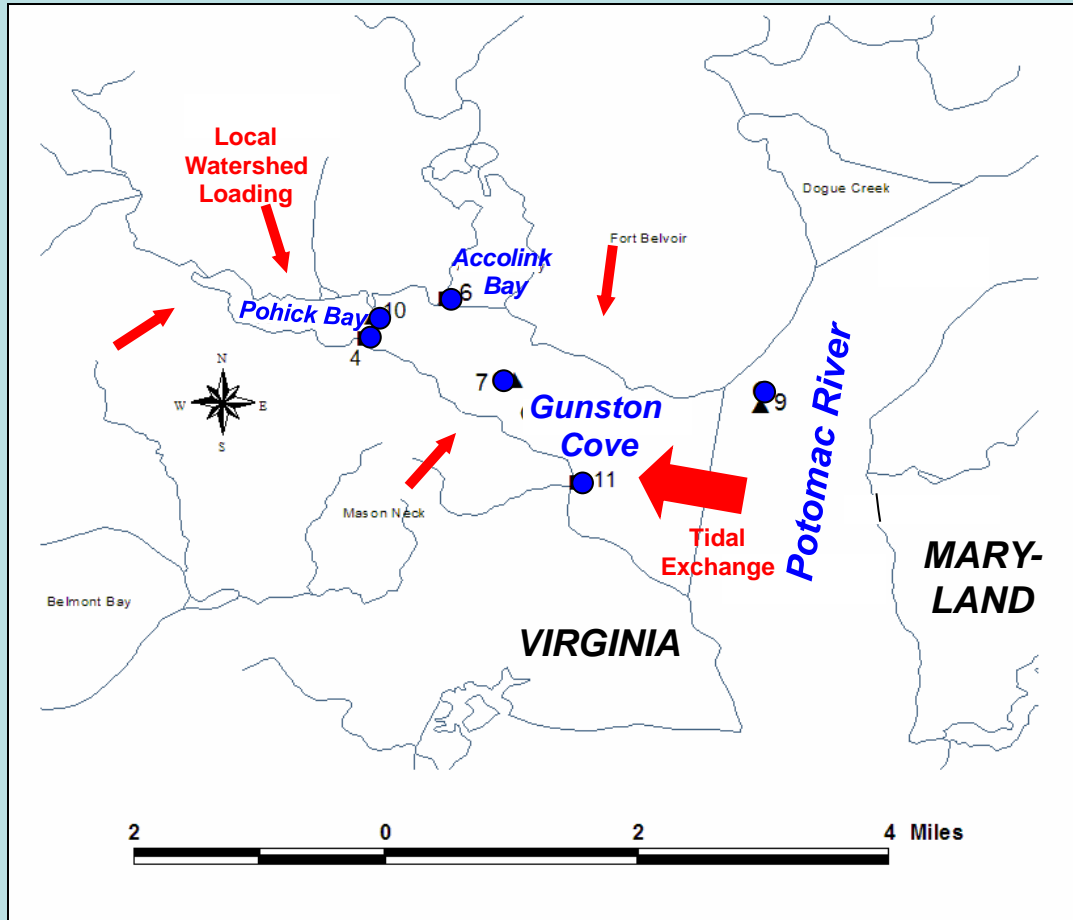 Local
Watershed
Loading
Dogue Creek
Fort Belvoir
Accolink
Bay
6
Pohick Bay
10
4
N
W
E
S
7
9
Gunston
Cove
Potomac River
11
Mason Neck
Tidal
Exchange
MARY-
LAND
Belmont Bay
VIRGINIA
2
0
2
4 Miles